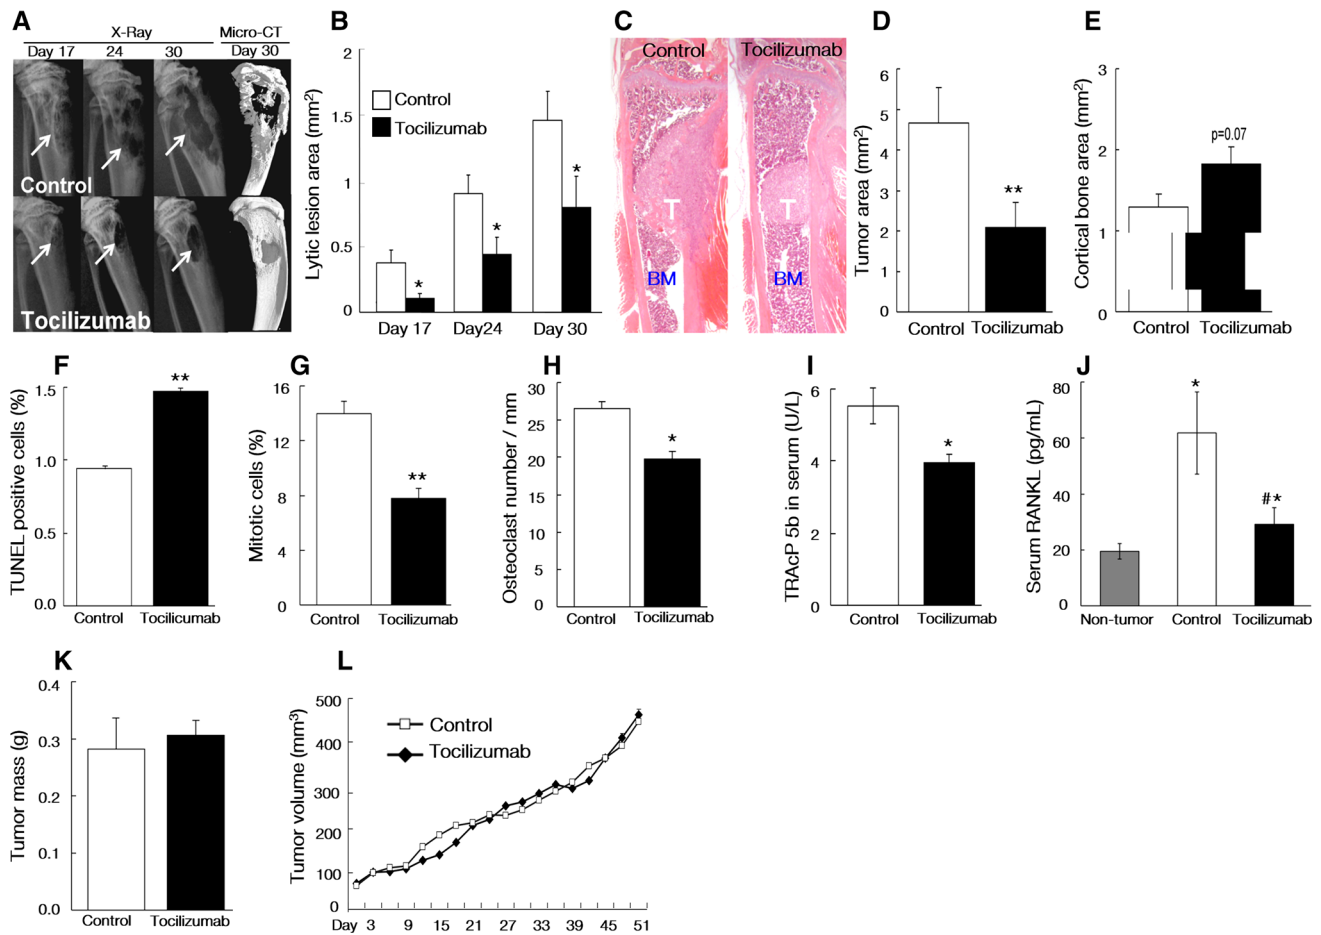 A
X-Ray
Micro-CT
Day 17
24
30
Day 30
Control
Tocilizumab
B
Lytic lesion area (mm2)
2
1.5
1
0.5
0
Control
Tocilizumab
*
*
*
Day 17
Day24
Day 30
C
Control
Tocilizumab
T
T
BM
BM
D
Tumor area (mm2)
6
5
4
3
2
1
0
**
Control
Tocilizumab
E
Cortical bone area (mm2)
3
2
1
0
p=0.07
Control
Tocilizumab
F
TUNEL positive cells (%)
1.5
1.0
0.5
0.0
**
Control
Tocilicumab
G
Mitotic cells (%)
16
12
8
4
0
**
Control
Tocilizumab
H
Osteoclast number / mm
30
25
20
15
10
5
0
*
Control
Tocilizumab
I
TRAcP 5b in serum (U/L)
6
4
2
0
*
Control
Tocilizumab
J
Serum RANKL (pg/mL)
80
60
40
20
0
*
#*
Non-tumor
Control
Tocilizumab
K
Tumor mass (g)
0.4
0.3
0.2
0.1
0.0
Control
Tocilizumab
L
Tumor volume (mm3)
500
400
300
200
100
0
Control
Tocilizumab
Day 3 9 15 21 27 33 39 45 51